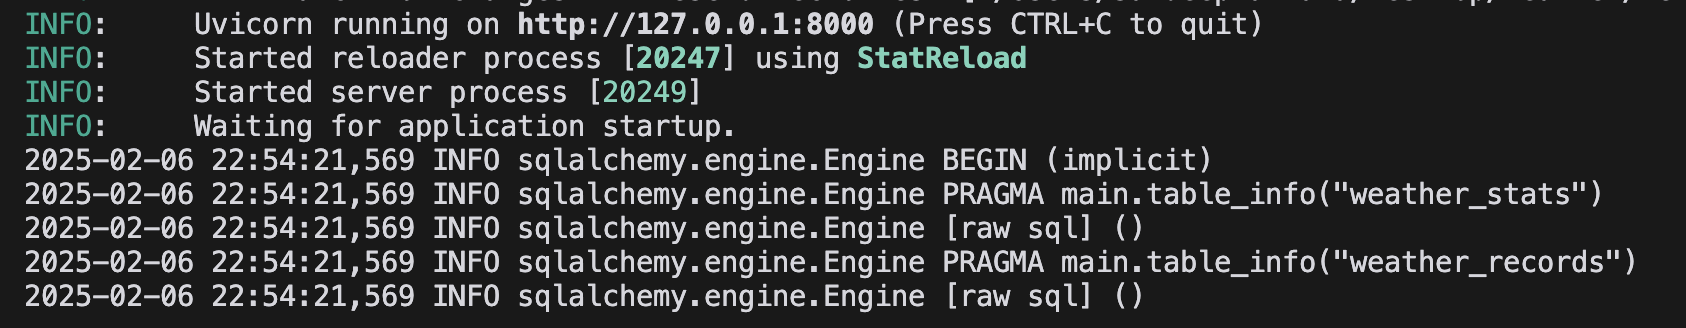 INFO:     Uvicorn running on http://127.0.0.1:8000 (Press CTRL+C to quit)
INFO:     Started reloader process [20247] using StatReload
INFO:     Started server process [20249]
INFO:     Waiting for application startup.
2025-02-06 22:54:21,569 INFO sqlalchemy.engine.Engine BEGIN (implicit)
2025-02-06 22:54:21,569 INFO sqlalchemy.engine.Engine PRAGMA main.table_info("weather_stats")
2025-02-06 22:54:21,569 INFO sqlalchemy.engine.Engine [raw sql] ()
2025-02-06 22:54:21,569 INFO sqlalchemy.engine.Engine PRAGMA main.table_info("weather_records")
2025-02-06 22:54:21,569 INFO sqlalchemy.engine.Engine [raw sql] ()